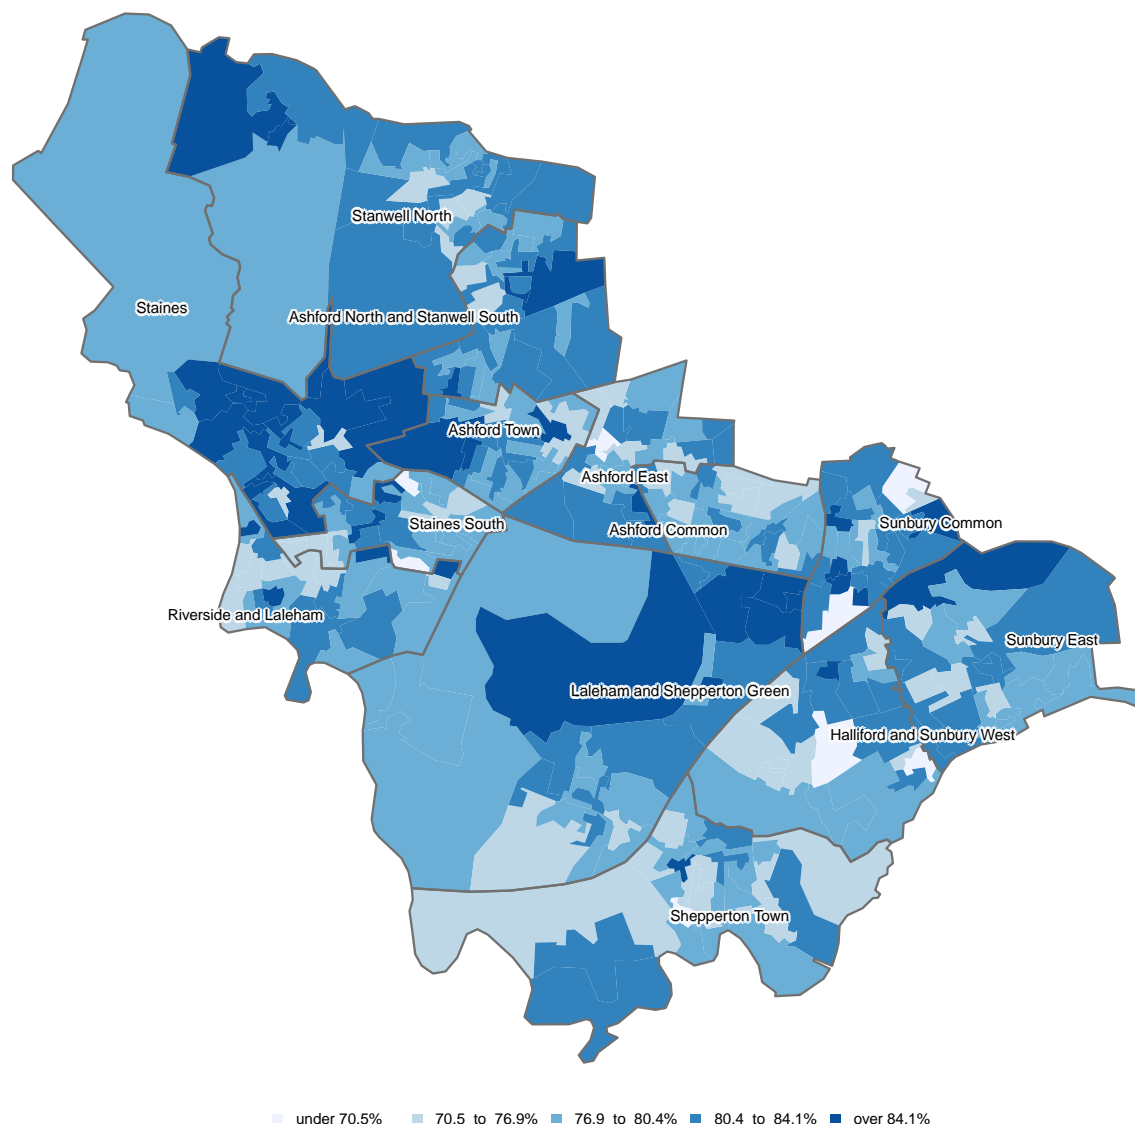 Stanwell North
Staines
Ashford North and Stanwell South
Ashford Town
Ashford East
Staines South
Ashford Common
Sunbury Common
Riverside and Laleham
Sunbury East
Laleham and Shepperton Green
Halliford and Sunbury West
Shepperton Town
under 70.5% 70.5 to 76.9% 76.9 to 80.4% 80.4 to 84.1% over 84.1%